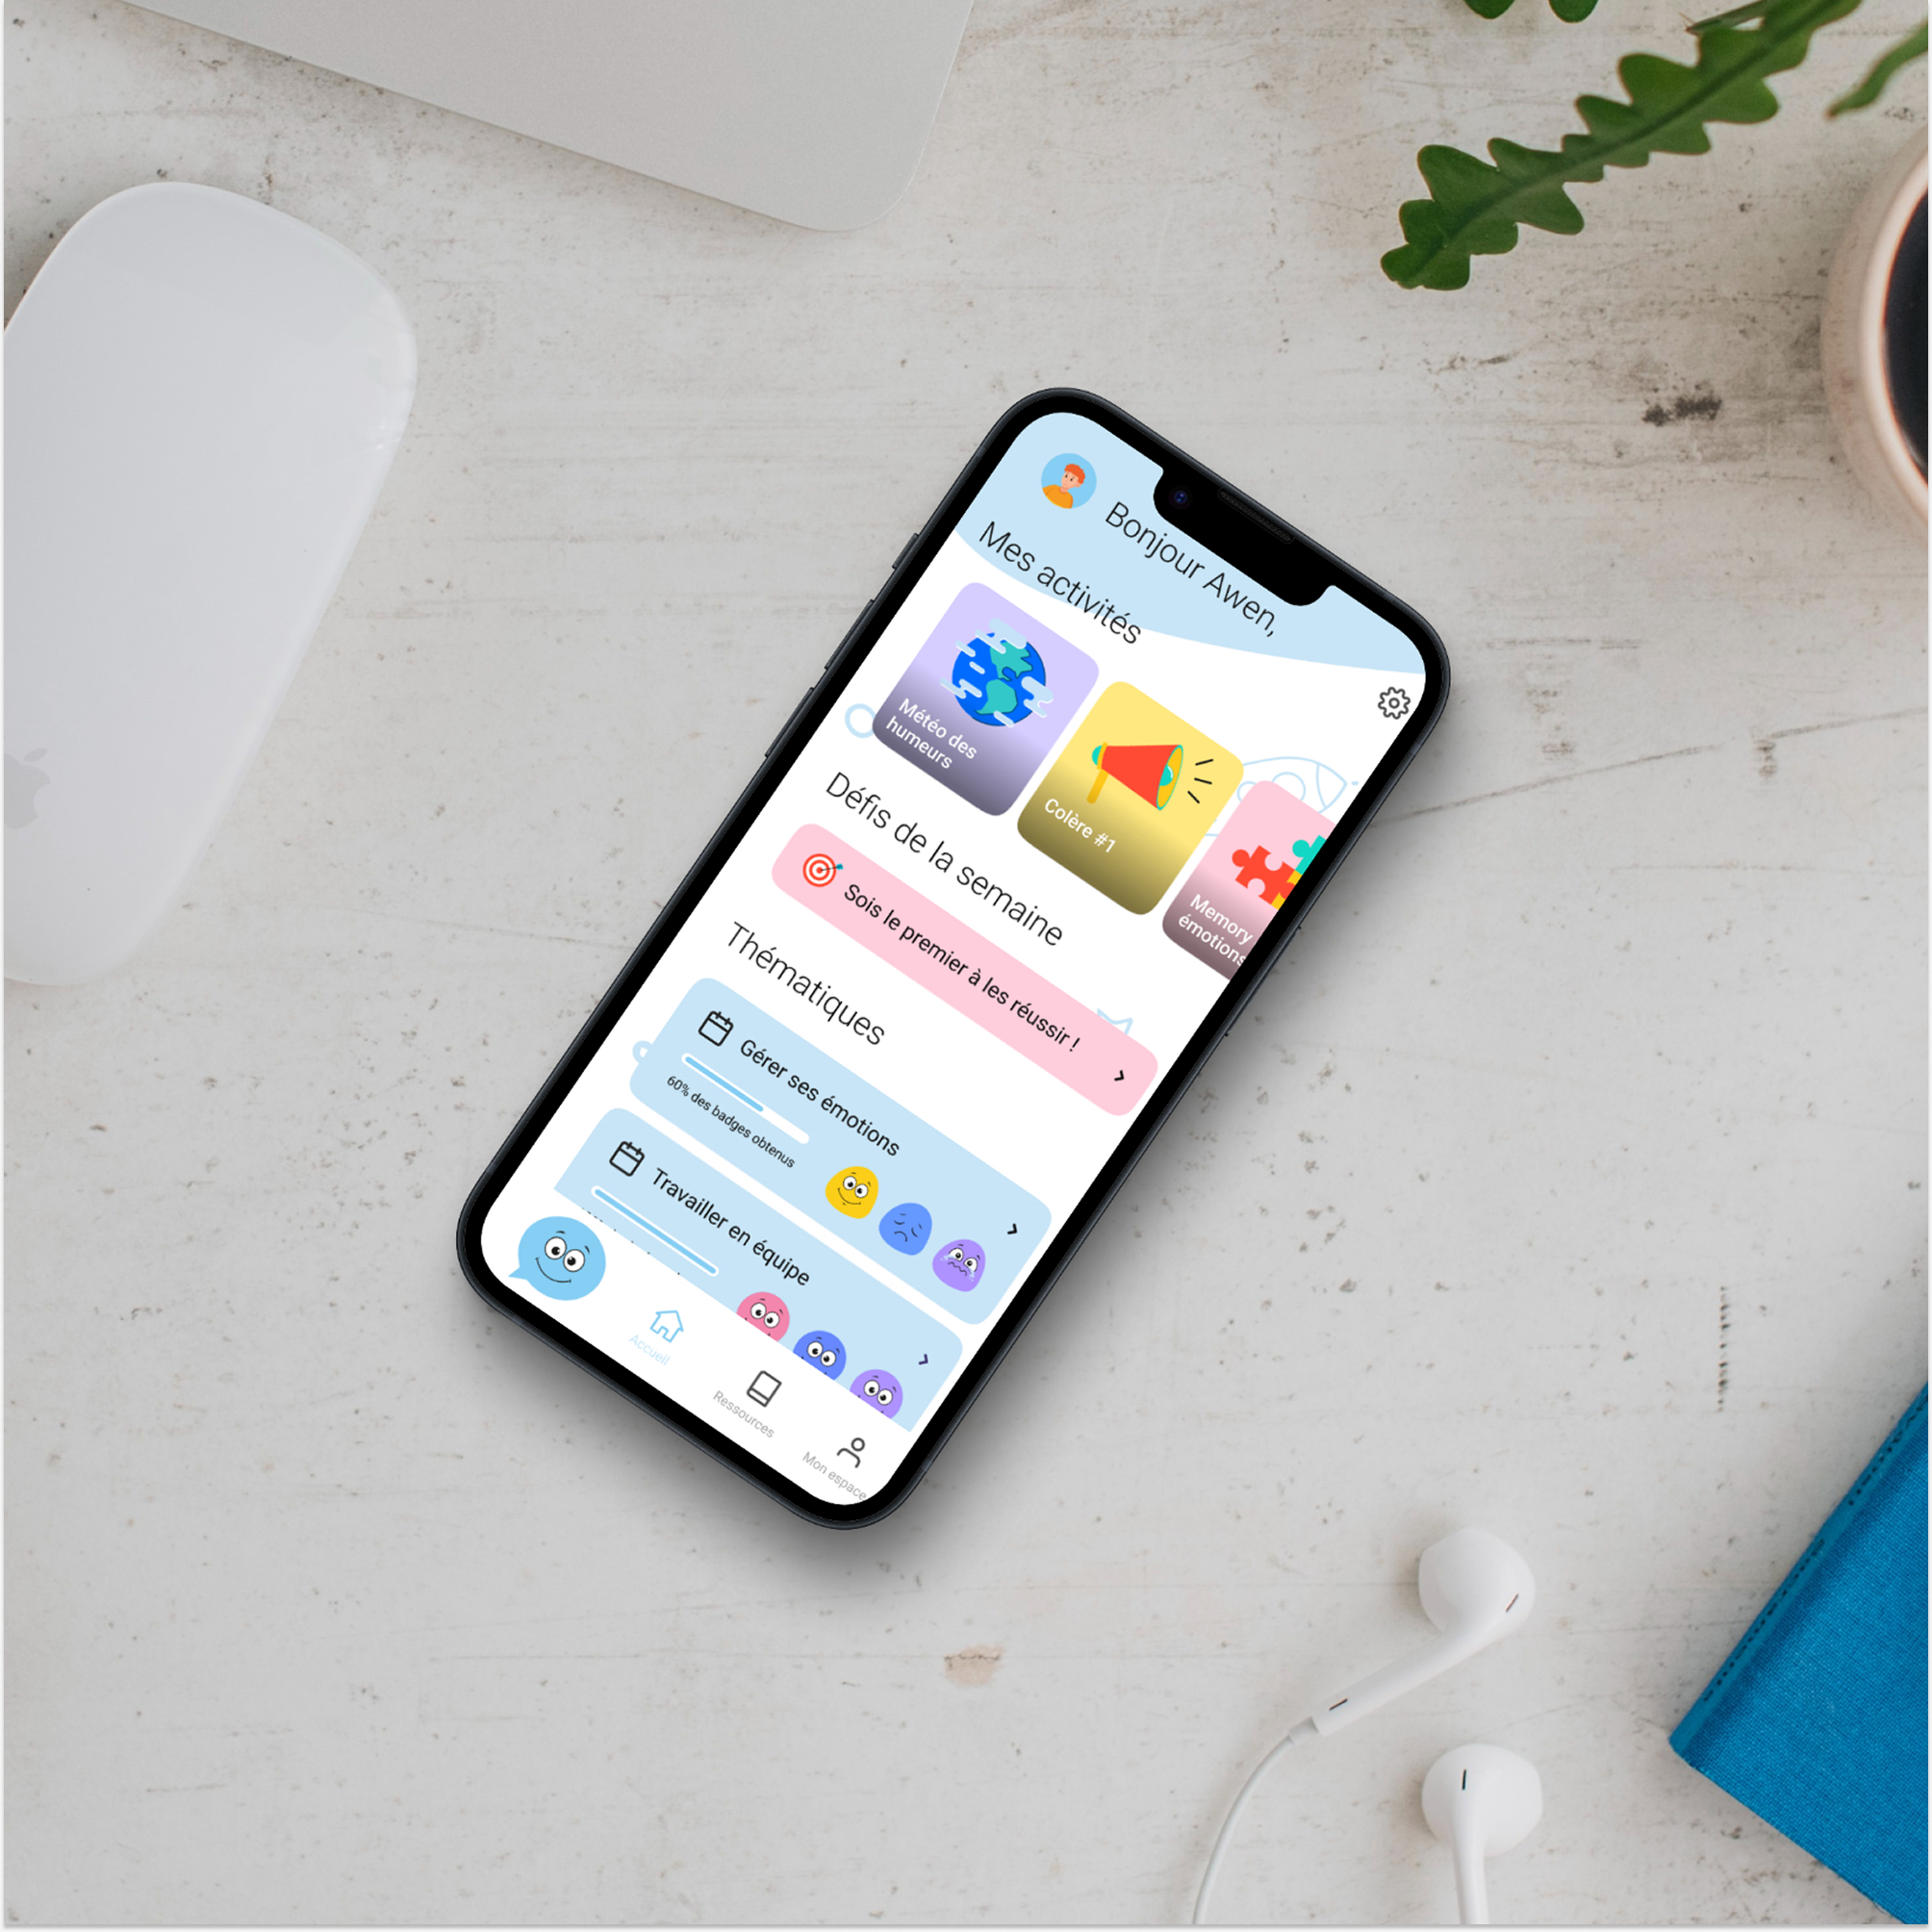 Bonjour Awen,
Mes activités
Météo des
humeurs
Colère #1
Memory
émotions
Défis de la semaine
Sois le premier à les réussir !
Thématiques
Gérer ses émotions
60% des badges obtenus
Travailler en équipe
Accueil
Ressources
Mon espace